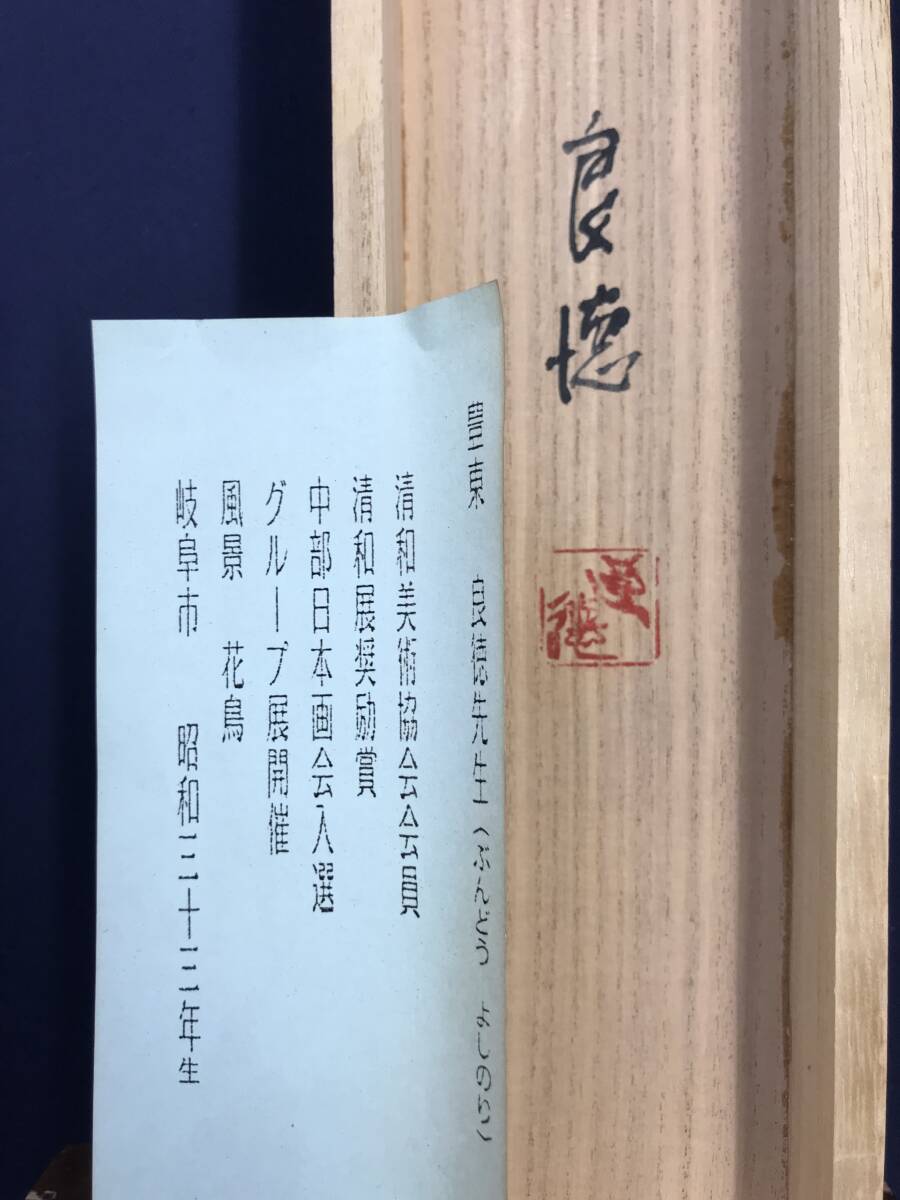 良徳
豊東 良徳先生(ぶんどう よしのり)
清和美術協会会員
清和展奨励賞
中部日本画会入選
グループ展開催
風景 花鳥
岐阜市 昭和三十三年生